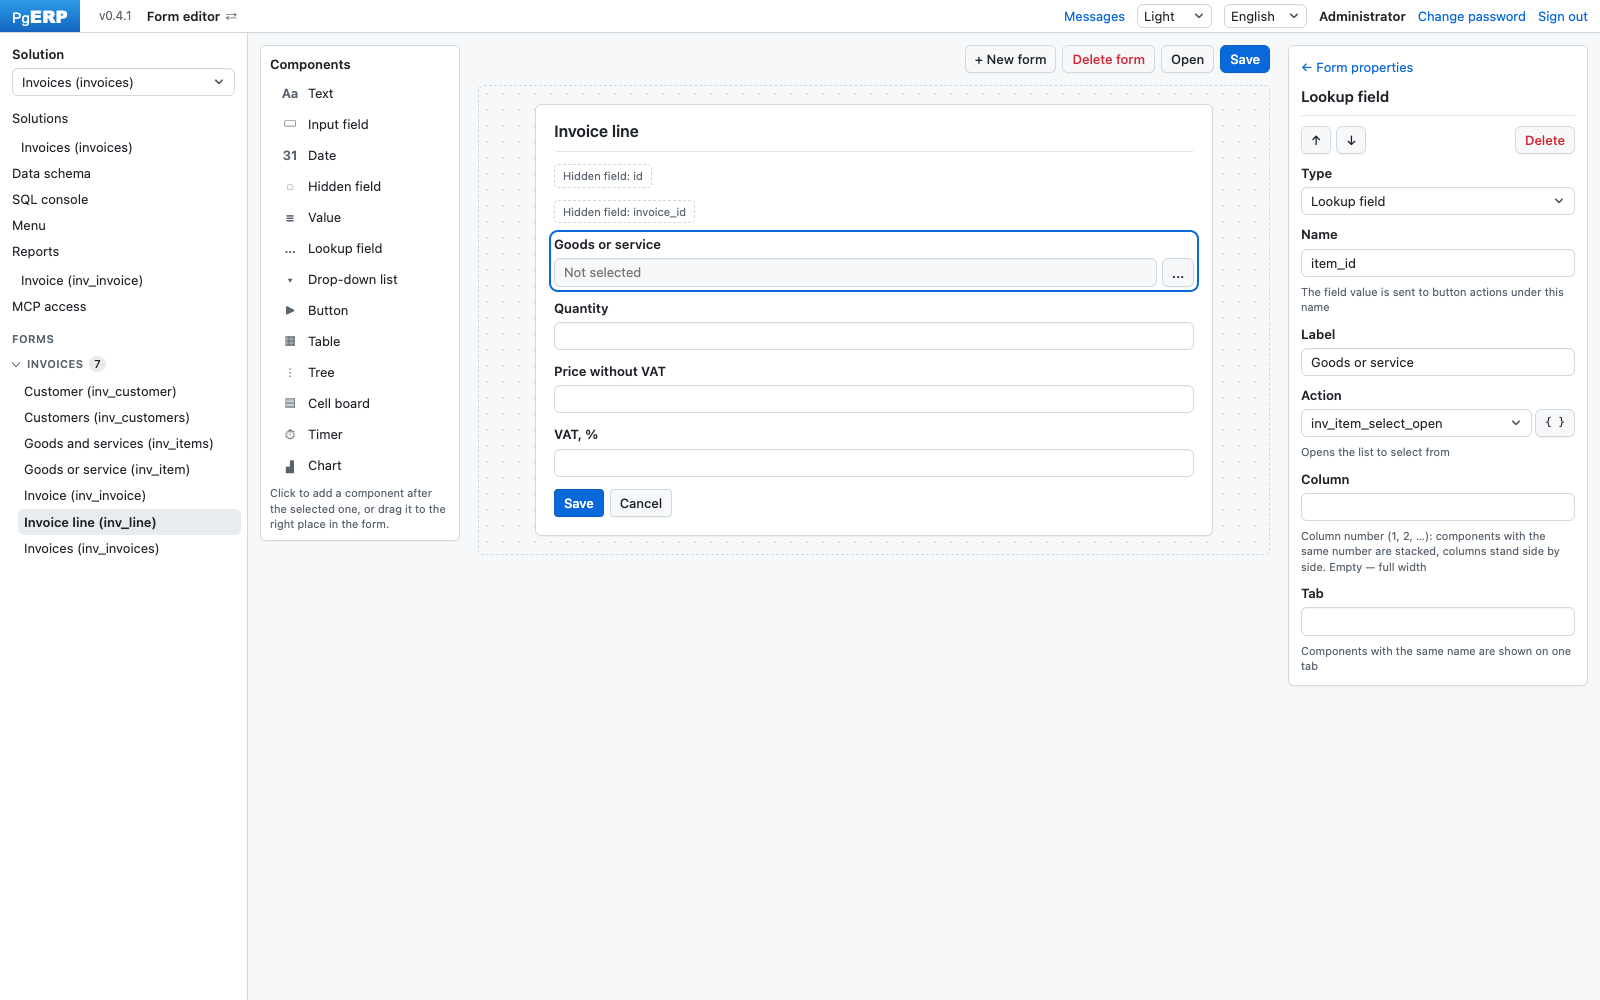 PgERP
v0.4.1
Form editor ⇄
Messages
Light
English
Administrator
Change password
Sign out
Solution
Invoices (invoices)
Solutions
Invoices (invoices)
Data schema
SQL console
Menu
Reports
Invoice (inv_invoice)
MCP access
FORMS
INVOICES 7
Customer (inv_customer)
Customers (inv_customers)
Goods and services (inv_items)
Goods or service (inv_item)
Invoice (inv_invoice)
Invoice line (inv_line)
Invoices (inv_invoices)
Components
Aa Text
Input field
31 Date
Hidden field
Value
... Lookup field
Drop-down list
Button
Table
Tree
Cell board
Timer
Chart
Click to add a component after
the selected one, or drag it to the
right place in the form.
+ New form
Delete form
Open
Save
Invoice line
Hidden field: id
Hidden field: invoice_id
Goods or service
Not selected
...
Quantity
Price without VAT
VAT, %
Save
Cancel
← Form properties
Lookup field
↑
↓
Delete
Type
Lookup field
Name
item_id
The field value is sent to button actions under this
name
Label
Goods or service
Action
inv_item_select_open
{ }
Opens the list to select from
Column
Column number (1, 2, …): components with the
same number are stacked, columns stand side by
side. Empty — full width
Tab
Components with the same name are shown on one
tab